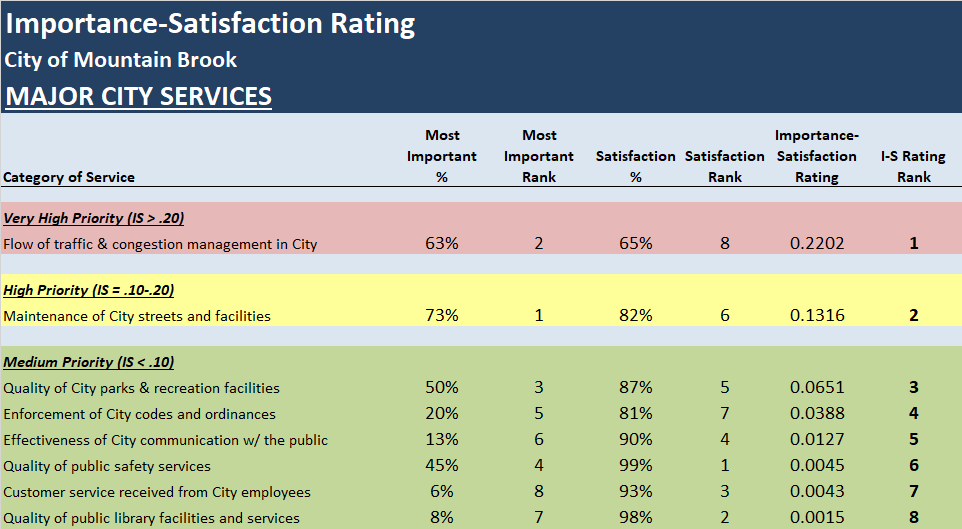 Importance-Satisfaction Rating
City of Mountain Brook
MAJOR CITY SERVICES
Category of Service Most Important % Most Important Rank Satisfaction % Satisfaction Rank Importance-Satisfaction Rating I-S Rating Rank
Very High Priority (IS > .20)
Flow of traffic & congestion management in City 63% 2 65% 8 0.2202 1
High Priority (IS = .10-.20)
Maintenance of City streets and facilities 73% 1 82% 6 0.1316 2
Medium Priority (IS < .10)
Quality of City parks & recreation facilities 50% 3 87% 5 0.0651 3
Enforcement of City codes and ordinances 20% 5 81% 7 0.0388 4
Effectiveness of City communication w/ the public 13% 6 90% 4 0.0127 5
Quality of public safety services 45% 4 99% 1 0.0045 6
Customer service received from City employees 6% 8 93% 3 0.0043 7
Quality of public library facilities and services 8% 7 98% 2 0.0015 8